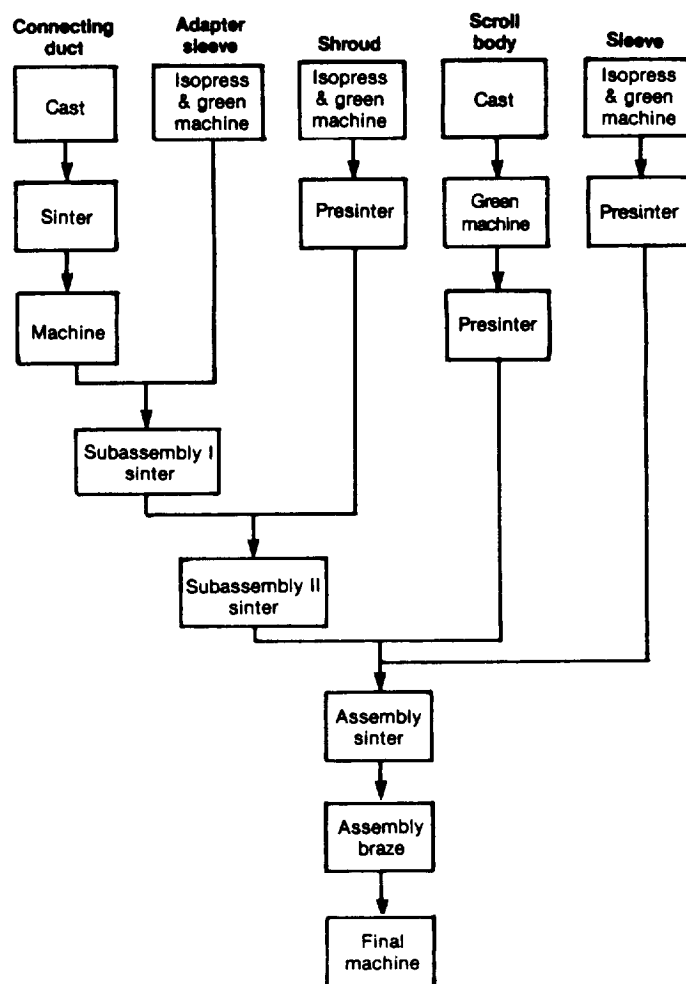 Connecting
duct
Adapter
sleeve
Shroud
Scroll
body
Sleeve
Cast
Isopress
& green
machine
Isopress
& green
machine
Cast
Isopress
& green
machine
Sinter
Presinter
Green
machine
Presinter
Machine
Presinter
Subassembly I
sinter
Subassembly II
sinter
Assembly
sinter
Assembly
braze
Final
machine